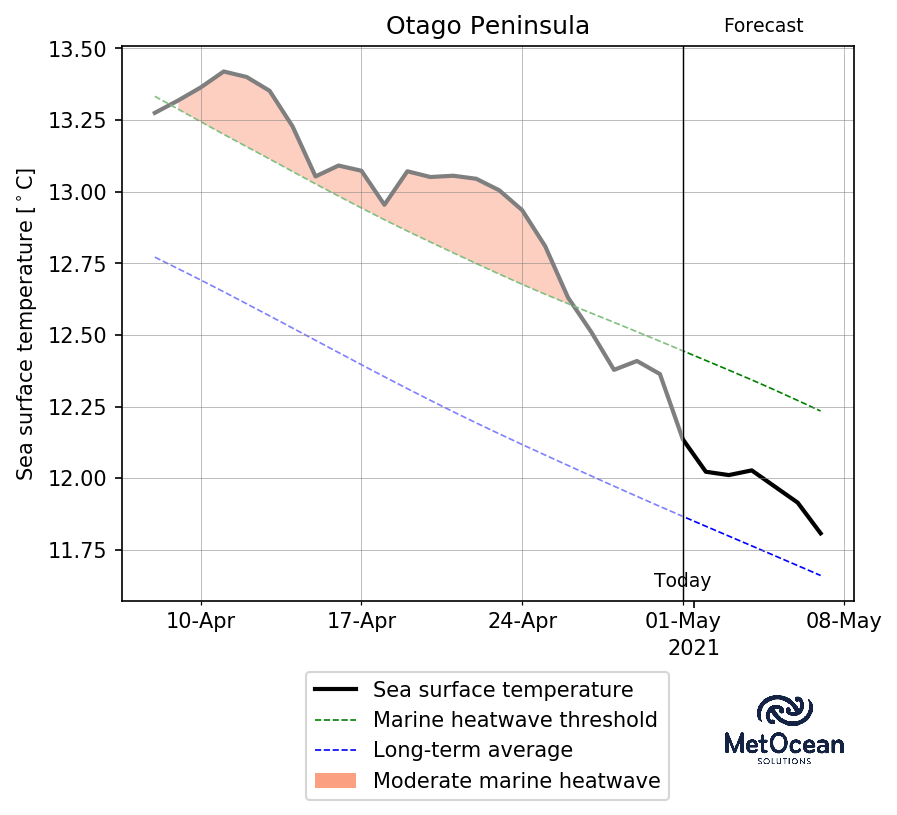 Otago Peninsula
Forecast
Sea surface temperature [°C]
13.50
13.25
13.00
12.75
12.50
12.25
12.00
11.75
Today
10-Apr
17-Apr
24-Apr
01-May
08-May
2021
Sea surface temperature
Marine heatwave threshold
Long-term average
Moderate marine heatwave
MetOcean
SOLUTIONS